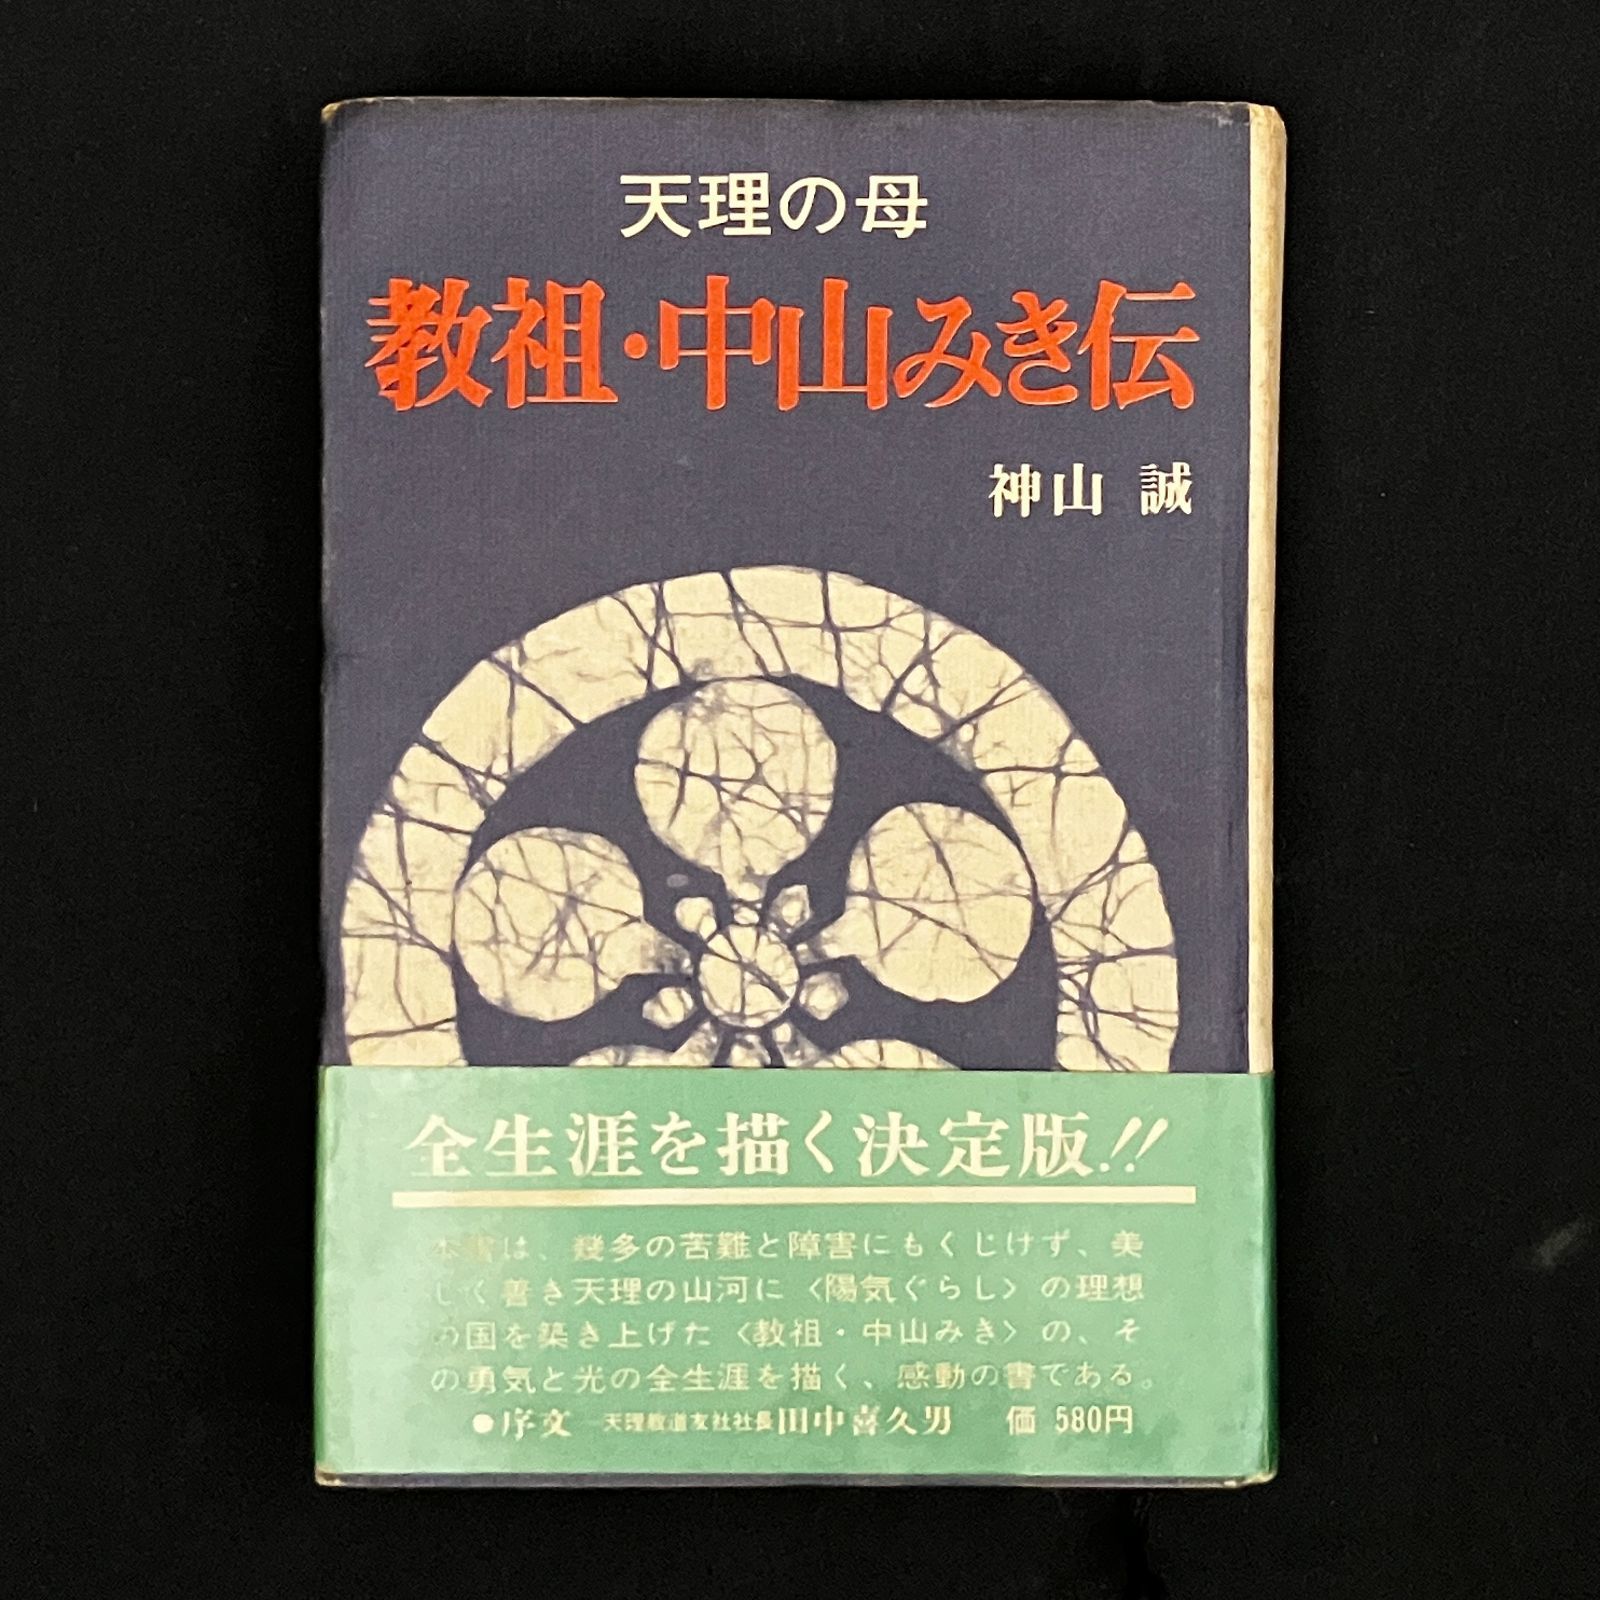 天理の母
教祖・中山みき伝
神山 誠
全生涯を描く決定版!!
本書は、幾多の苦難と障害にもくじけず、美
しく善き天理の山河に〈陽気ぐらし〉の理想
の国を築き上げた〈教祖・中山みき〉の、そ
の勇気と光の全生涯を描く、感動の書である。
●序文 天理教道友社社長 田中喜久男 価 580円